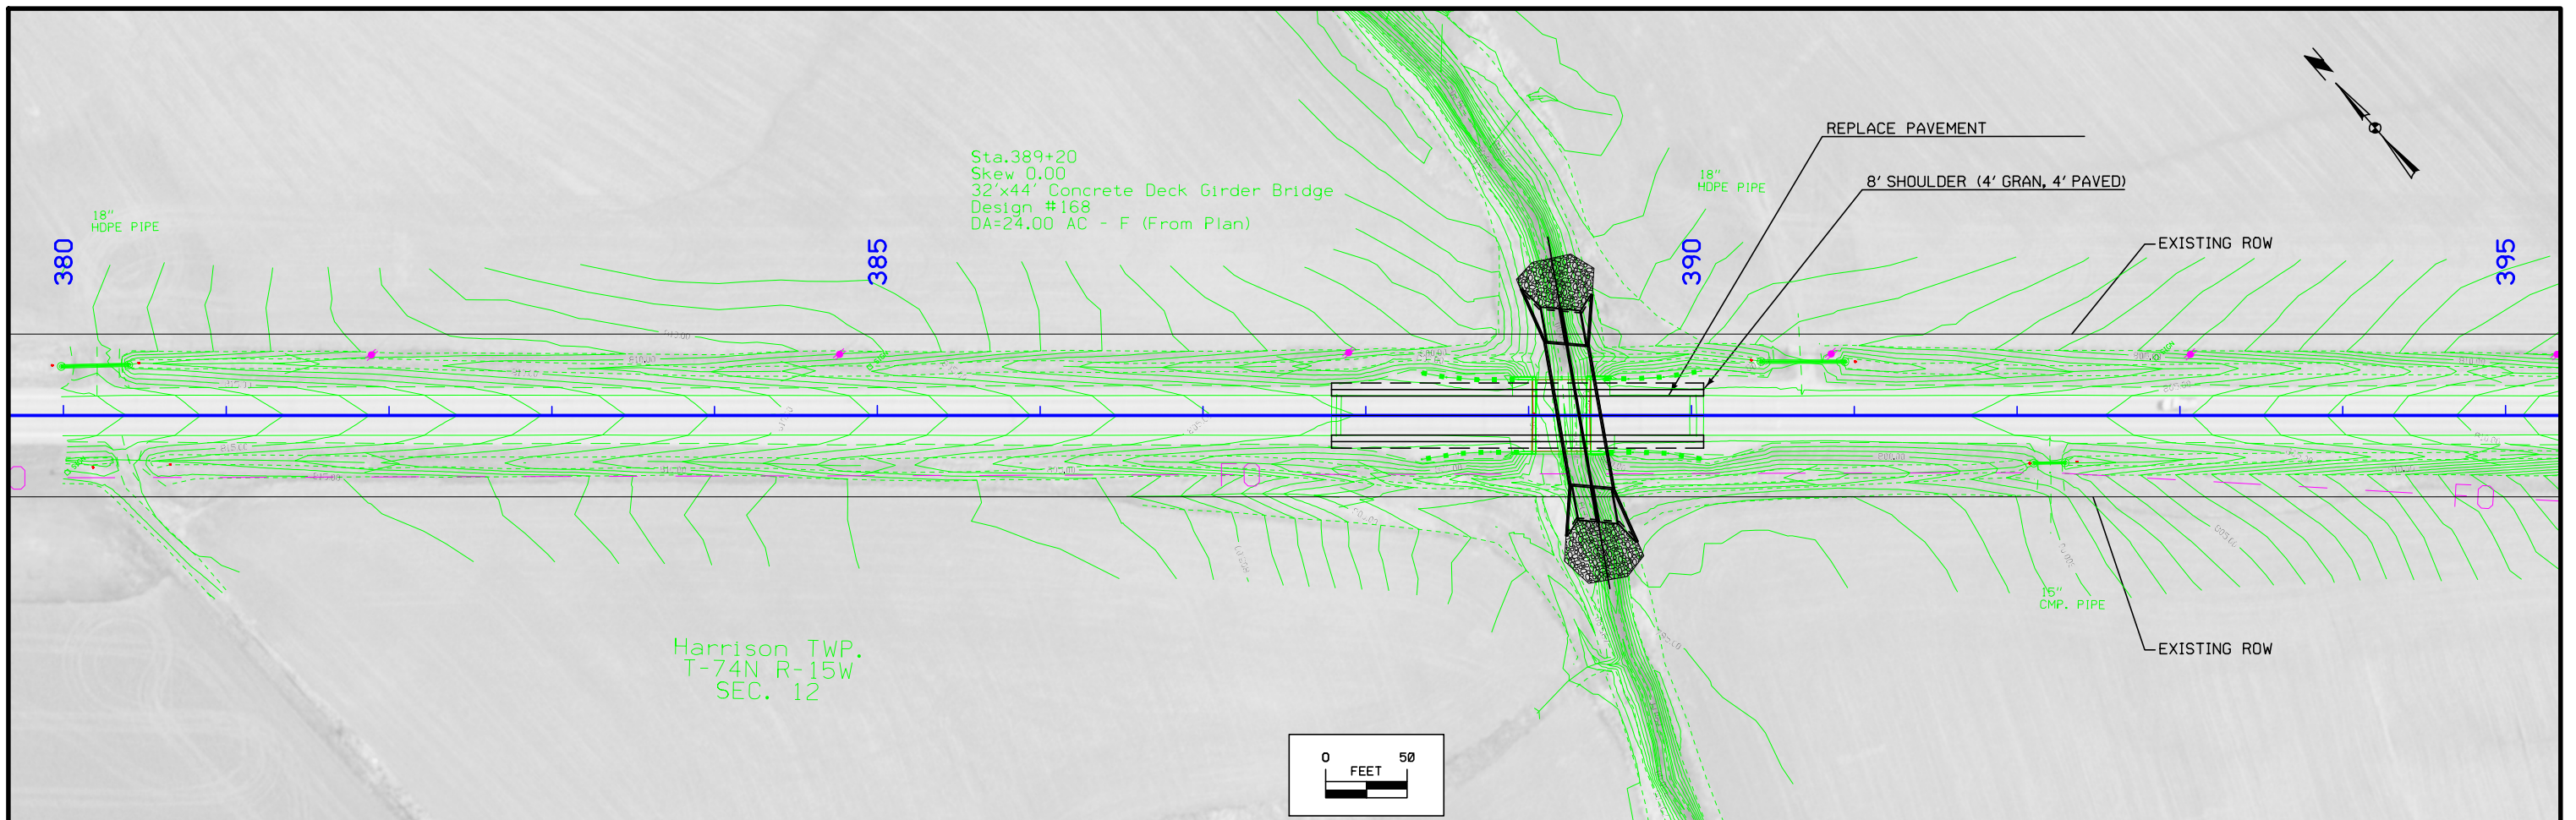 REPLACE PAVEMENT
Sta.389+20
Skew 0.00
32'x44' Concrete Deck Girder Bridge
Design #168
DA=24.00 AC - F (From Plan)
8' SHOULDER (4' GRAN, 4' PAVED)
18"
HDPE PIPE
18"
HDPE PIPE
EXISTING ROW
380
385
390
395
FO
FO
15"
CMP. PIPE
Harrison TWP.
T-74N R-15W
SEC. 12
EXISTING ROW
0 50
FEET